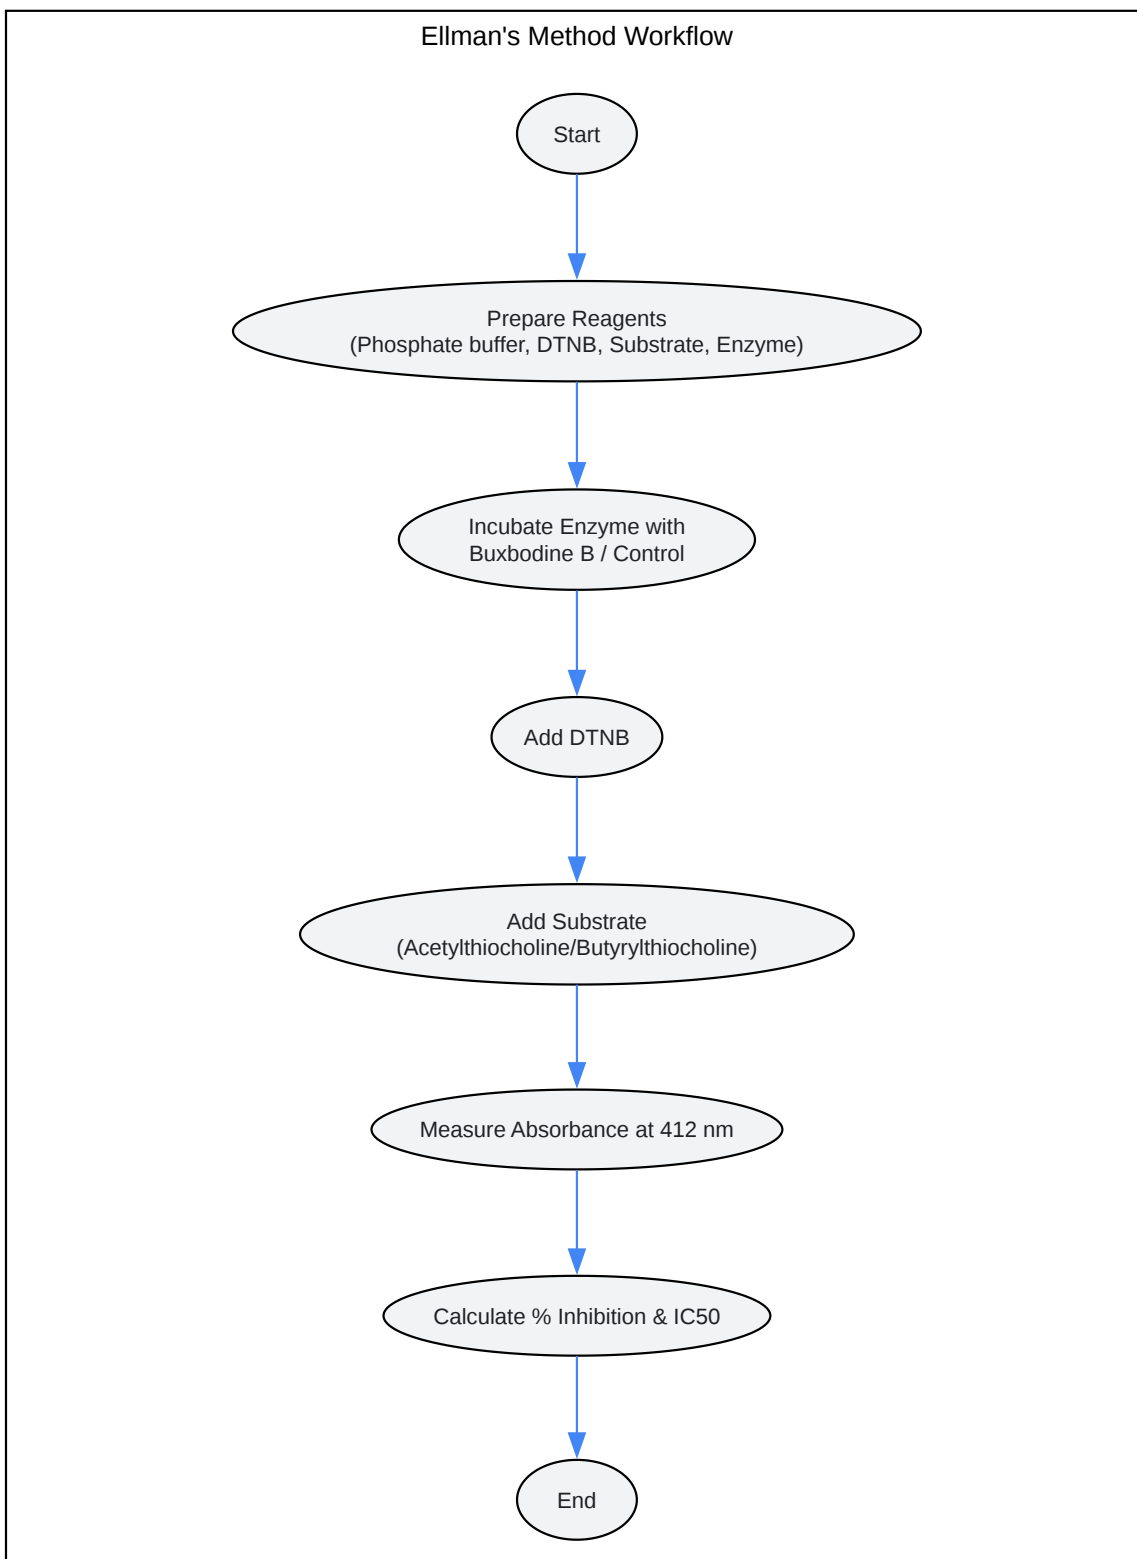 Ellman's Method Workflow
Start
Prepare Reagents
(Phosphate buffer, DTNB, Substrate, Enzyme)
Incubate Enzyme with
Buxbodine B / Control
Add DTNB
Add Substrate
(Acetylthiocholine/Butyrylthiocholine)
Measure Absorbance at 412 nm
Calculate % Inhibition & IC50
End